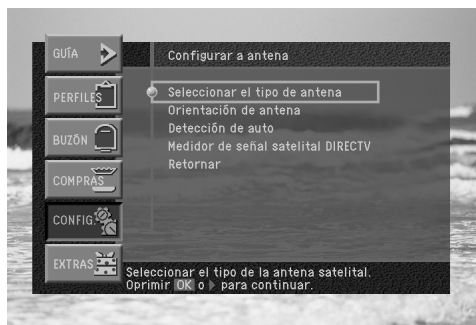 GUÍA
PERFILES
BUZÓN
COMPRAS
CONFIG.
EXTRAS
Configurar a antena
Seleccionar el tipo de antena
Orientación de antena
Detección de auto
Medidor de señal satelital DIRECTV
Retornar
Seleccionar el tipo de la antena satelital.
Oprimir OK o para continuar.